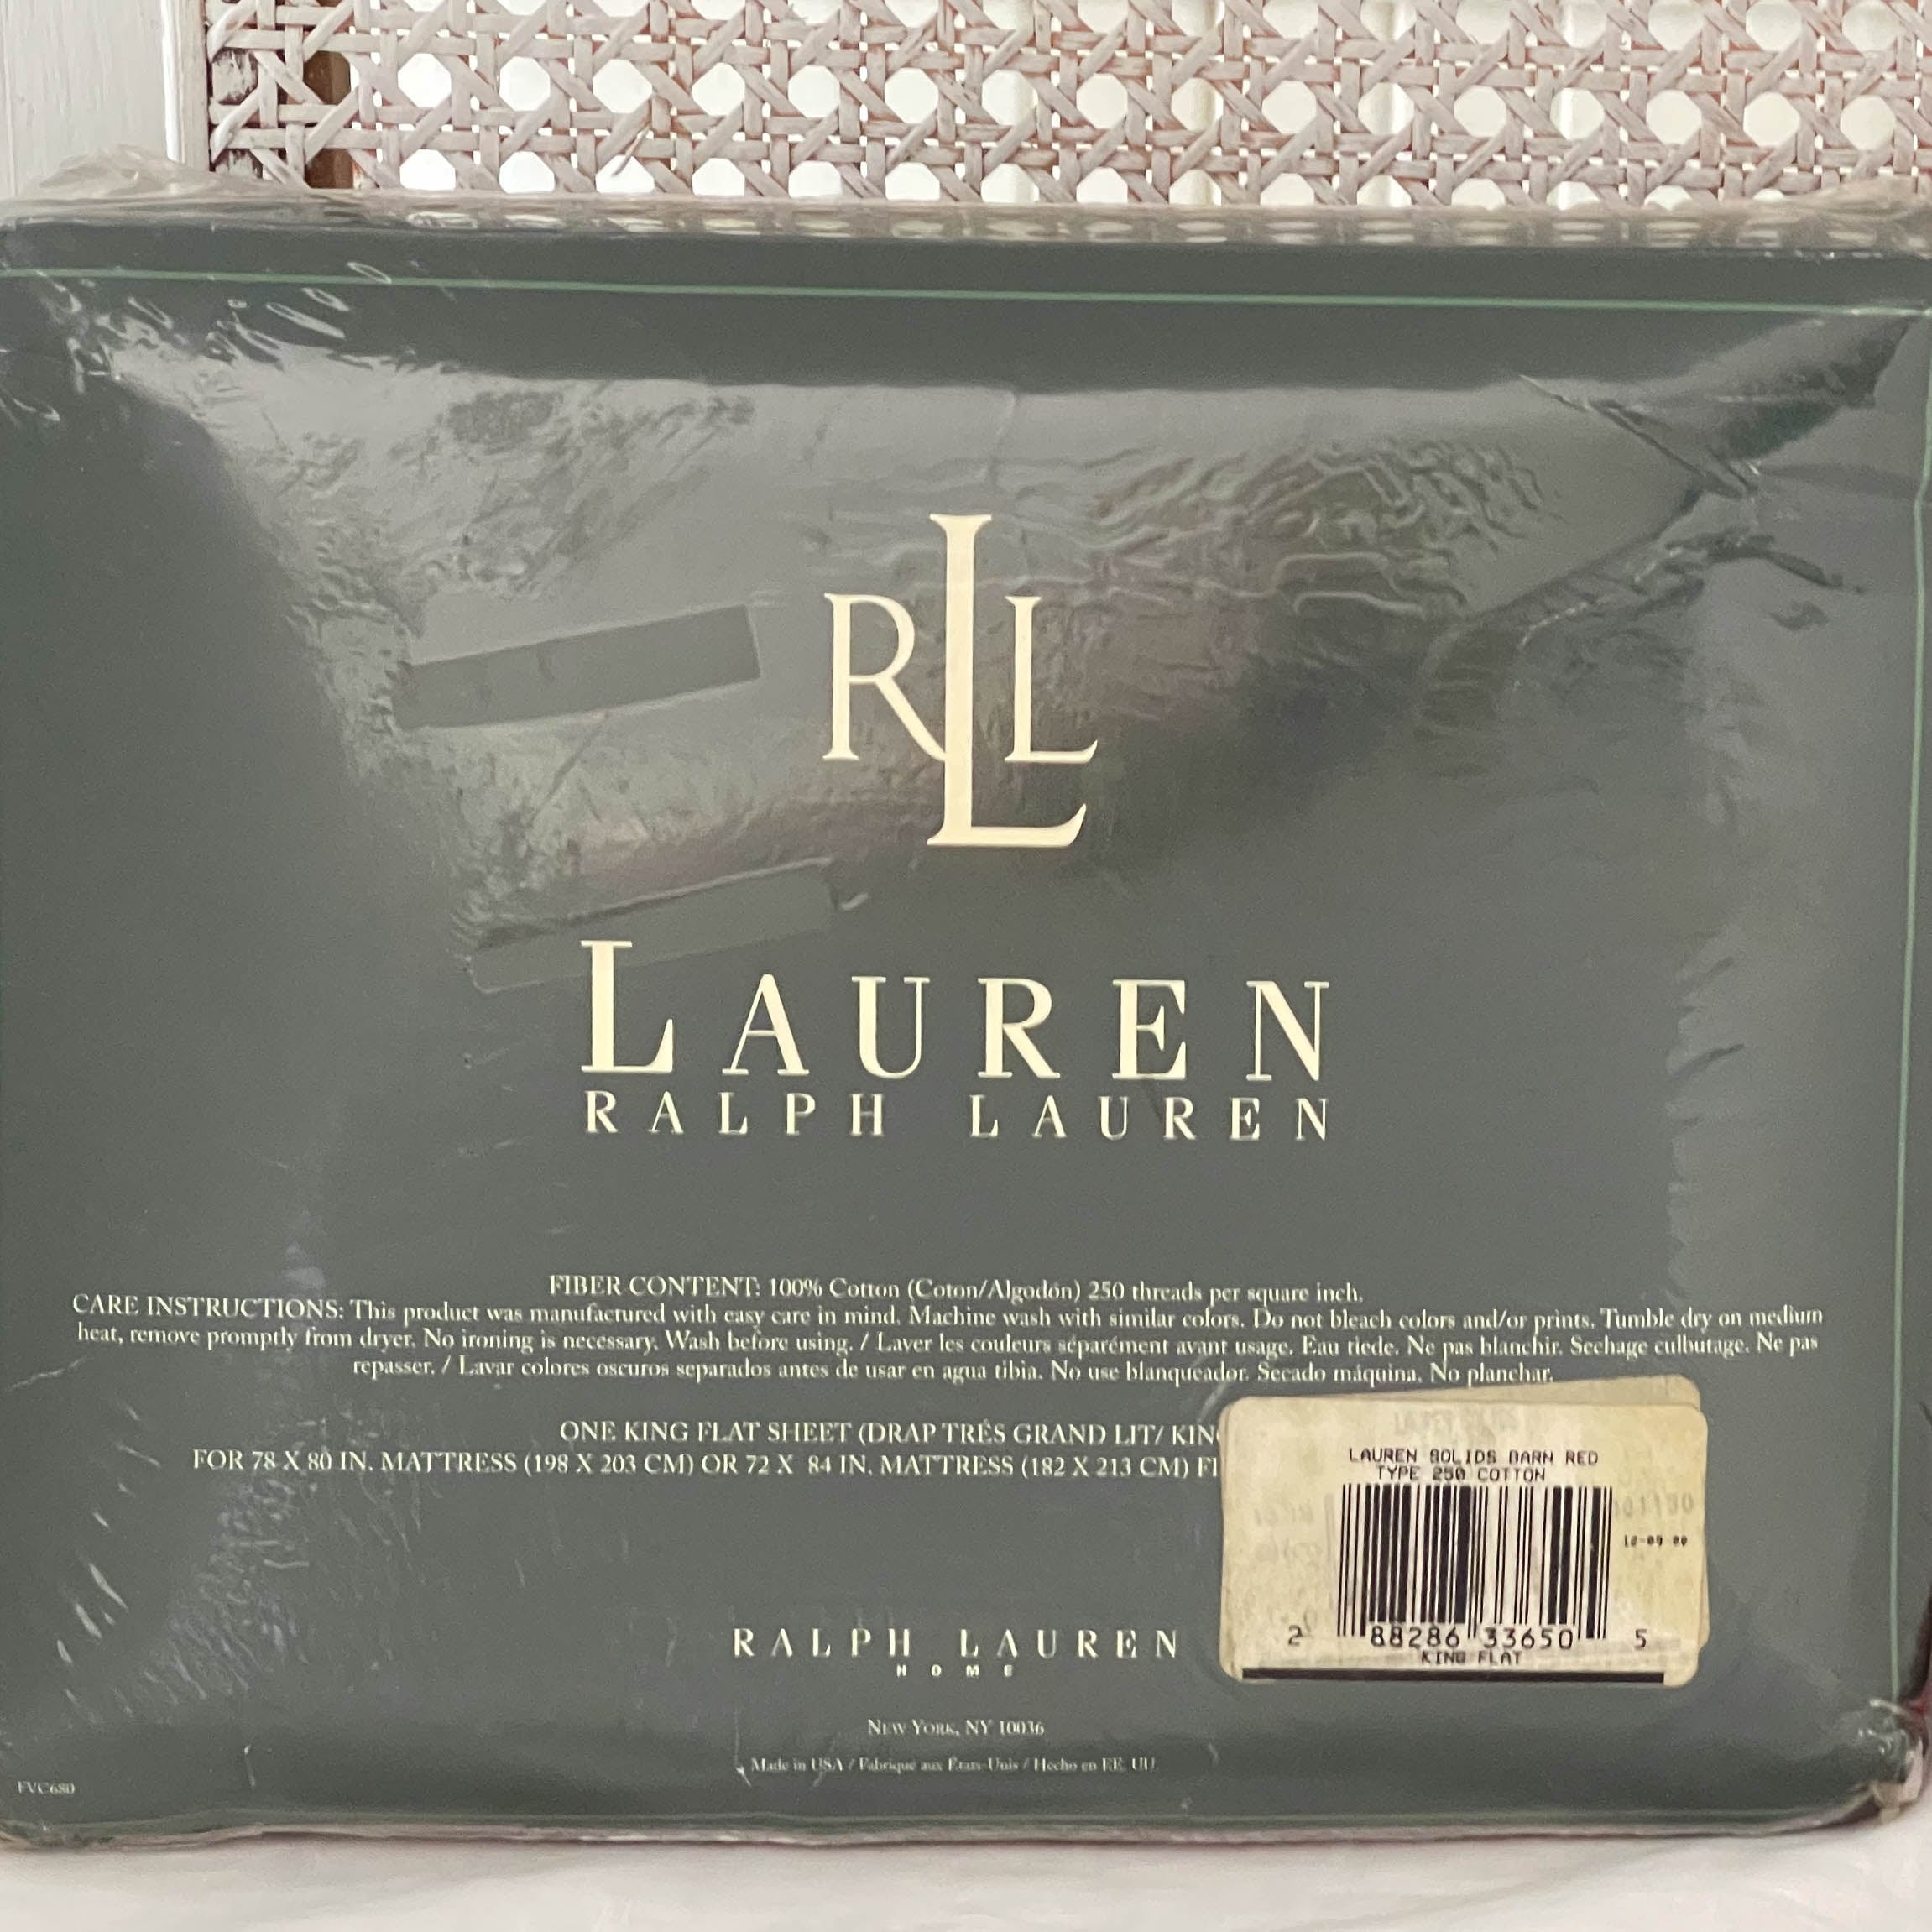 RLL
LAUREN
RALPH LAUREN
FIBER CONTENT: 100% Cotton (Coton/Algodón) 250 threads per square inch.
CARE INSTRUCTIONS: This product was manufactured with easy care in mind. Machine wash with similar colors. Do not bleach colors and/or prints. Tumble dry on medium
heat, remove promptly from dryer. No ironing is necessary. Wash before using. / Laver les couleurs séparément avant usage. Eau tiede. Ne pas blanchir. Sechage culbutage. Ne pas
repasser. / Lavar colores oscuros separados antes de usar en agua tibia. No use blanqueador. Secado máquina. No planchar.
ONE KING FLAT SHEET (DRAP TRÉS GRAND LIT/ KIN
FOR 78 X 80 IN. MATTRESS (198 X 203 CM) OR 72 X 84 IN. MATTRESS (182 X 213 CM) FI
LAUREN SOLIDS BARN RED
TYPE 250 COTTON
2 88286 33650 5
KING FLAT
RALPH LAUREN
HOME
NEW YORK, NY 10036
Made in USA / Fabrique aux États-Unis / Hecho en EE. UU.
FVC680